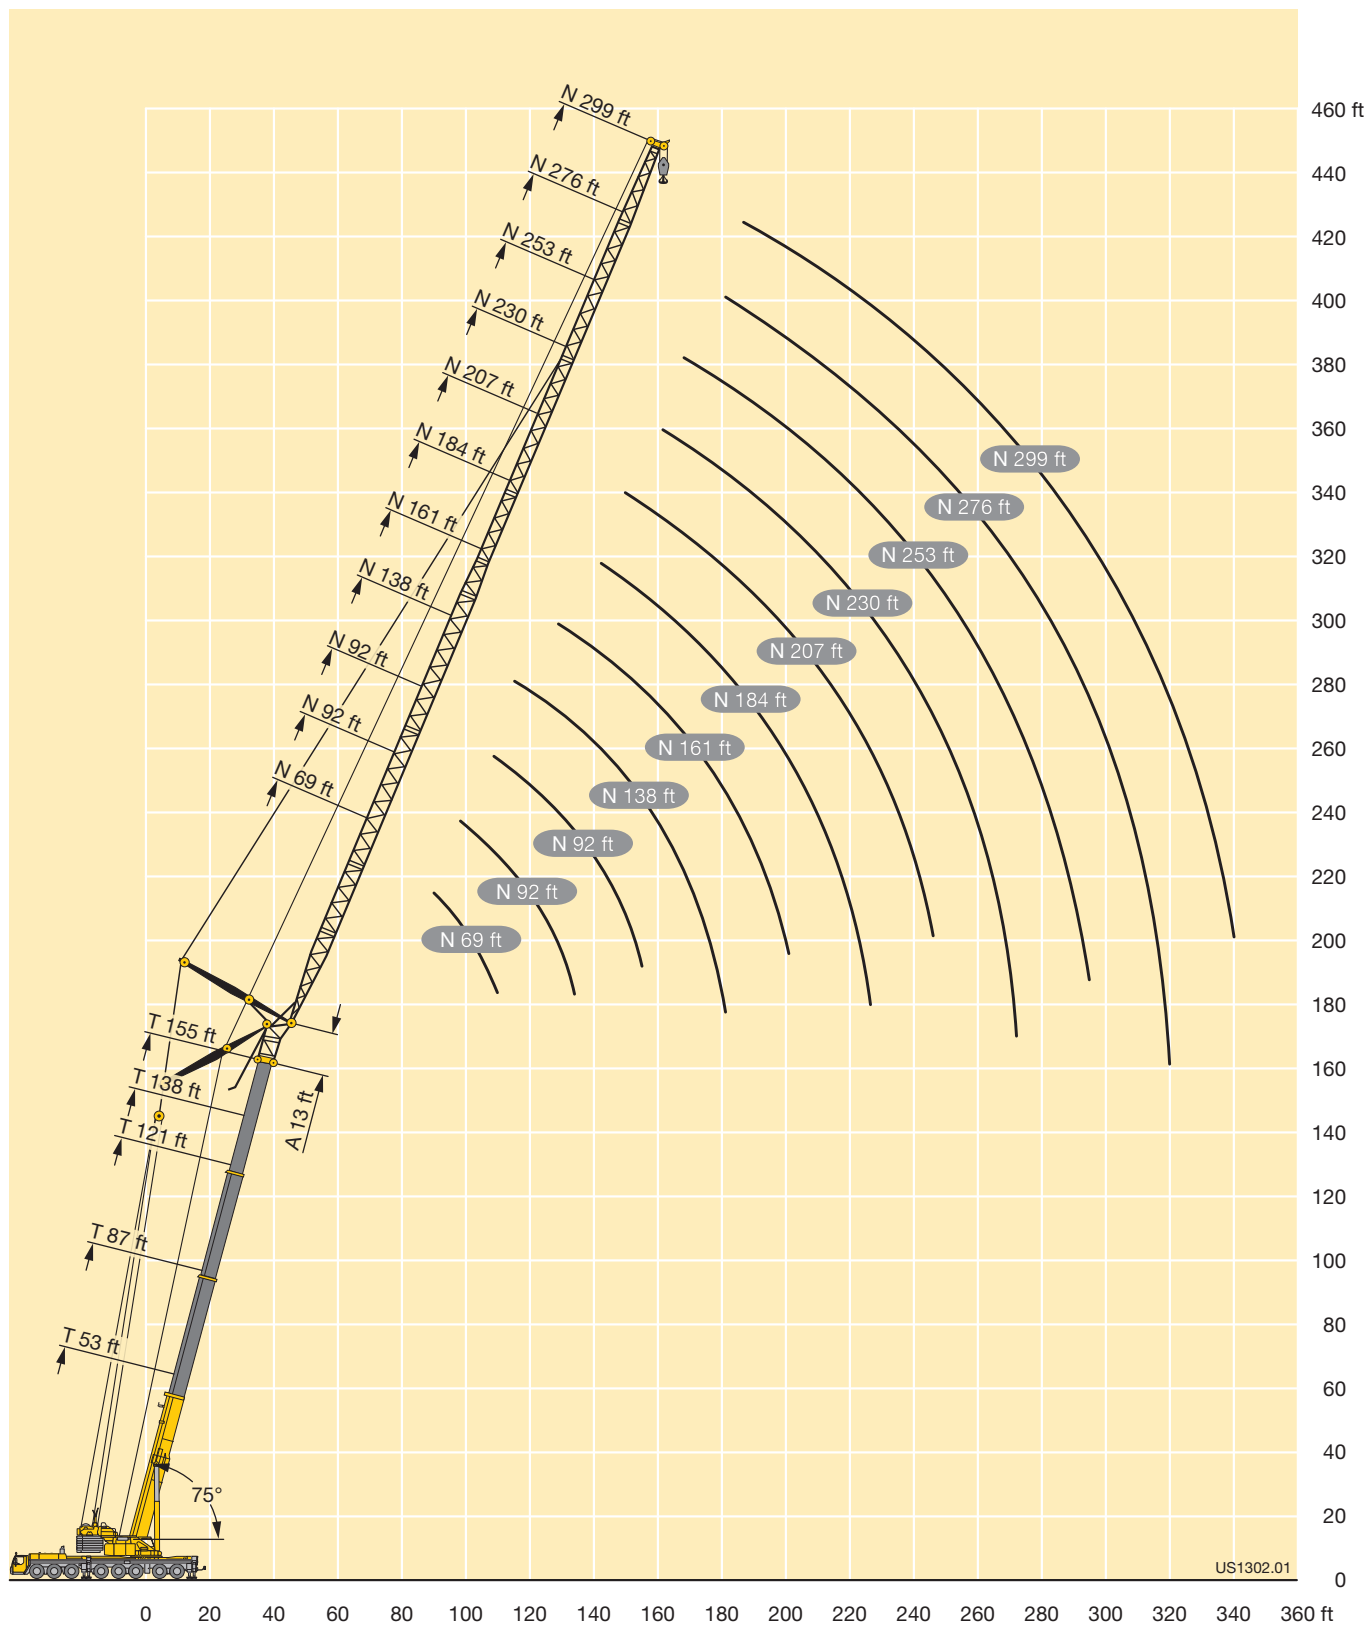 460 ft
N 299 ft
440
N 276 ft
420
N 253 ft
400
N 230 ft
380
N 207 ft
360
N 184 ft
N 299 ft
340
N 276 ft
N 161 ft
320
N 253 ft
N 138 ft
300
N 230 ft
N 92 ft
N 207 ft
280
N 92 ft
N 184 ft
260
N 161 ft
N 69 ft
240
N 138 ft
N 92 ft
220
N 92 ft
200
N 69 ft
180
T 155 ft
160
T 138 ft
A 13 ft
140
T 121 ft
120
T 87 ft
100
80
T 53 ft
60
40
75°
20
US1302.01
0
0 20 40 60 80 100 120 140 160 180 200 220 240 260 280 300 320 340 360 ft